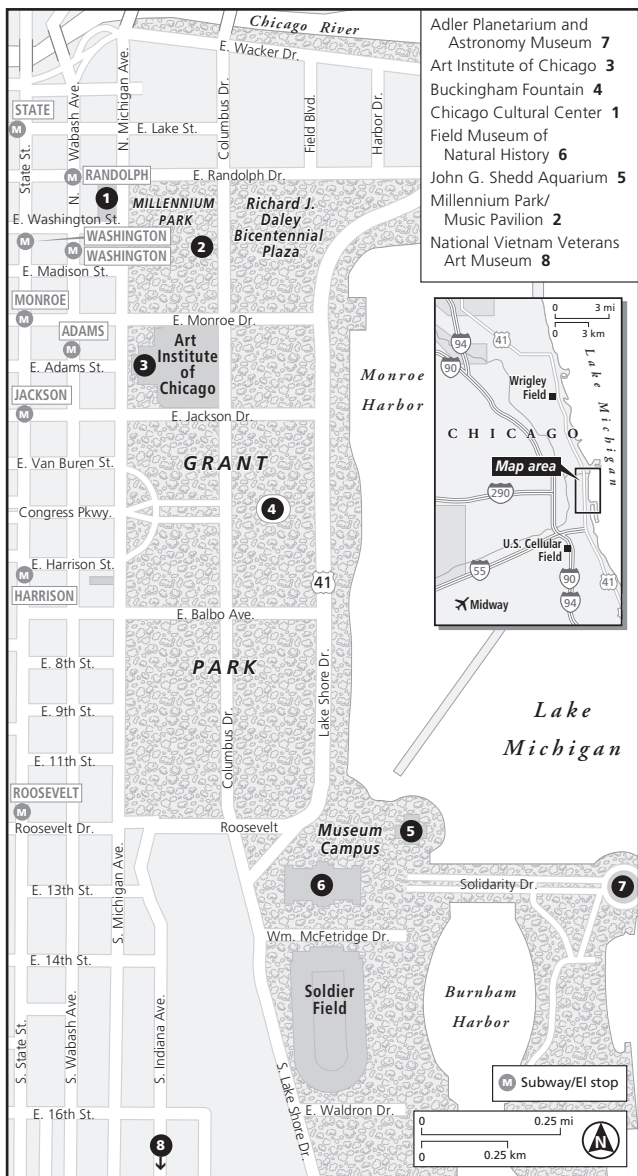 Adler Planetarium and
Astronomy Museum 7
Art Institute of Chicago 3
Buckingham Fountain 4
Chicago Cultural Center 1
Field Museum of
Natural History 6
John G. Shedd Aquarium 5
Millennium Park/
Music Pavilion 2
National Vietnam Veterans
Art Museum 8
Chicago River
E. Wacker Dr.
N. Wabash Ave.
N. Michigan Ave.
Columbus Dr.
Field Blvd.
Harbor Dr.
STATE
M
State St.
E. Lake St.
M
RANDOLPH
E. Randolph Dr.
1
MILLENNIUM
PARK
2
Richard J.
Daley
Bicentennial
Plaza
E. Washington St.
M
WASHINGTON
M
WASHINGTON
E. Madison St.
MONROE
M
E. Monroe Dr.
ADAMS
M
E. Adams St.
3
Art
Institute
of
Chicago
Monroe
Harbor
JACKSON
M
E. Jackson Dr.
E. Van Buren St.
GRANT
4
Congress Pkwy.
E. Harrison St.
M
HARRISON
41
E. Balbo Ave.
PARK
E. 8th St.
E. 9th St.
E. 11th St.
Columbus Dr.
Lake Shore Dr.
Lake
Michigan
ROOSEVELT
M
Roosevelt Dr.
Roosevelt
Museum
Campus
5
6
Solidarity Dr.
7
S. Michigan Ave.
E. 13th St.
Wm. McFetridge Dr.
E. 14th St.
Soldier
Field
Burnham
Harbor
S. State St.
S. Wabash Ave.
S. Indiana Ave.
S. Lake Shore Dr.
E. 16th St.
E. Waldron Dr.
8
M Subway/El stop
0 0.25 mi
0 0.25 km
N
0 3 mi
0 3 km
94
41
90
Wrigley
Field
Lake Michigan
CHICAGO
Map area
290
U.S. Cellular
Field
55
90
94
41
Midway